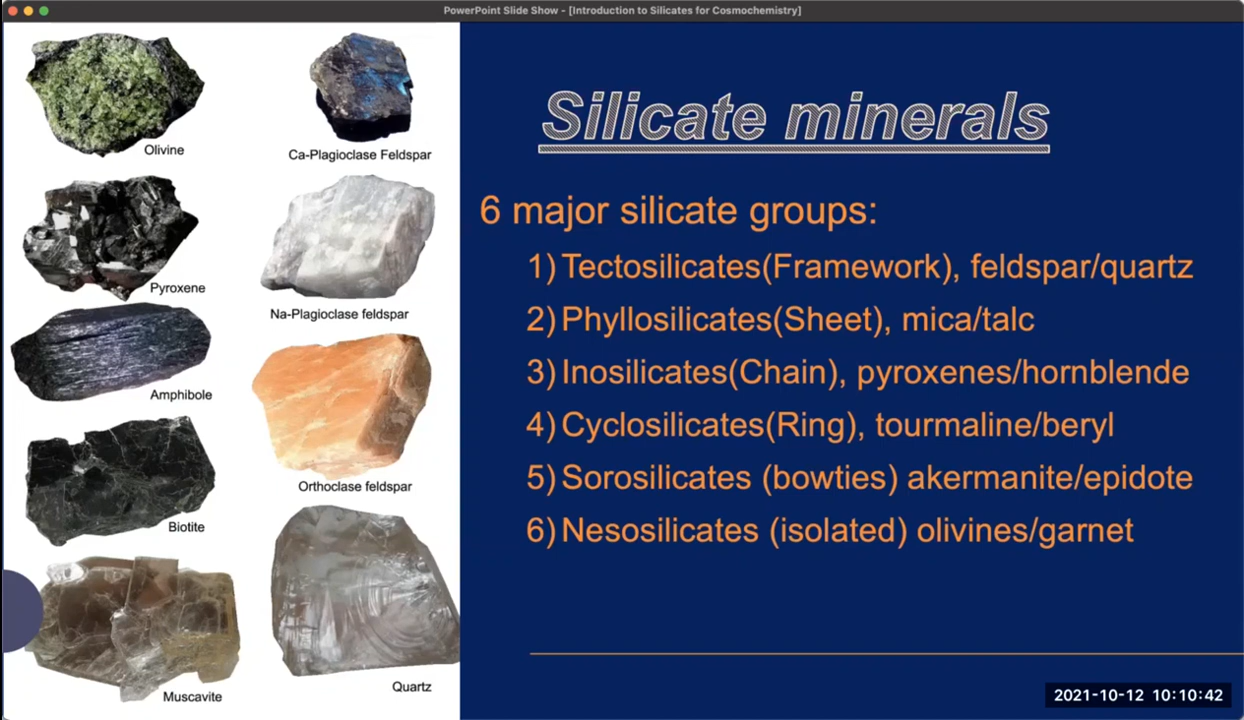 PowerPoint Slide Show - [Introduction to Silicates for Cosmochemistry]
Olivine
Ca-Plagioclase Feldspar
Pyroxene
Na-Plagioclase feldspar
Amphibole
Orthoclase feldspar
Biotite
Muscavite
Quartz
Silicate minerals
6 major silicate groups:
1) Tectosilicates(Framework), feldspar/quartz
2) Phyllosilicates(Sheet), mica/talc
3) Inosilicates(Chain), pyroxenes/hornblende
4) Cyclosilicates(Ring), tourmaline/beryl
5) Sorosilicates (bowties) akermanite/epidote
6) Nesosilicates (isolated) olivines/garnet
2021-10-12 10:10:42